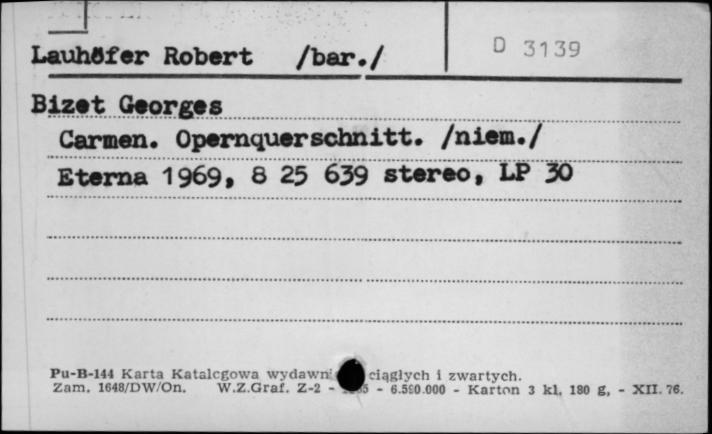 Lauhöfer Robert /bar./ D 3139
Bizet Georges
Carmen. Opernquerschnitt. /niem./
Eterna 1969, 8 25 639 stereo, LP 30
Pu-B-144 Karta Katalogowa wydawni ciągłych i zwartych.
Zam. 1648/DW/On. W.Z.Graf. Z-2 - 6.500.000 - Karton 3 kl. 180 g, - XII. 76.